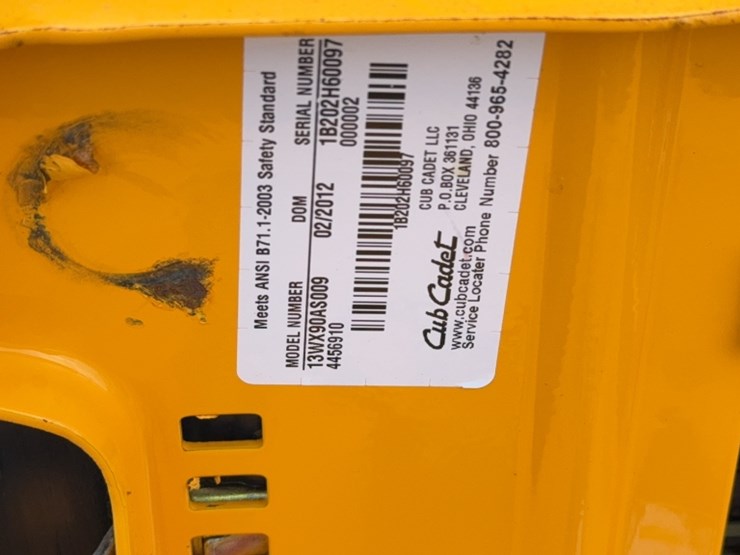 Meets ANSI B71.1-2003 Safety Standard
MODEL NUMBER DOM SERIAL NUMBER
13WX90AS009 02/2012 1B202H60097
4456910 000002
1B202H60097
CUB CADET LLC
P.O.BOX 361131
CLEVELAND, OHIO 44136
Cub Cadet
www.cubcadet.com
Service Locater Phone Number 800-965-4282